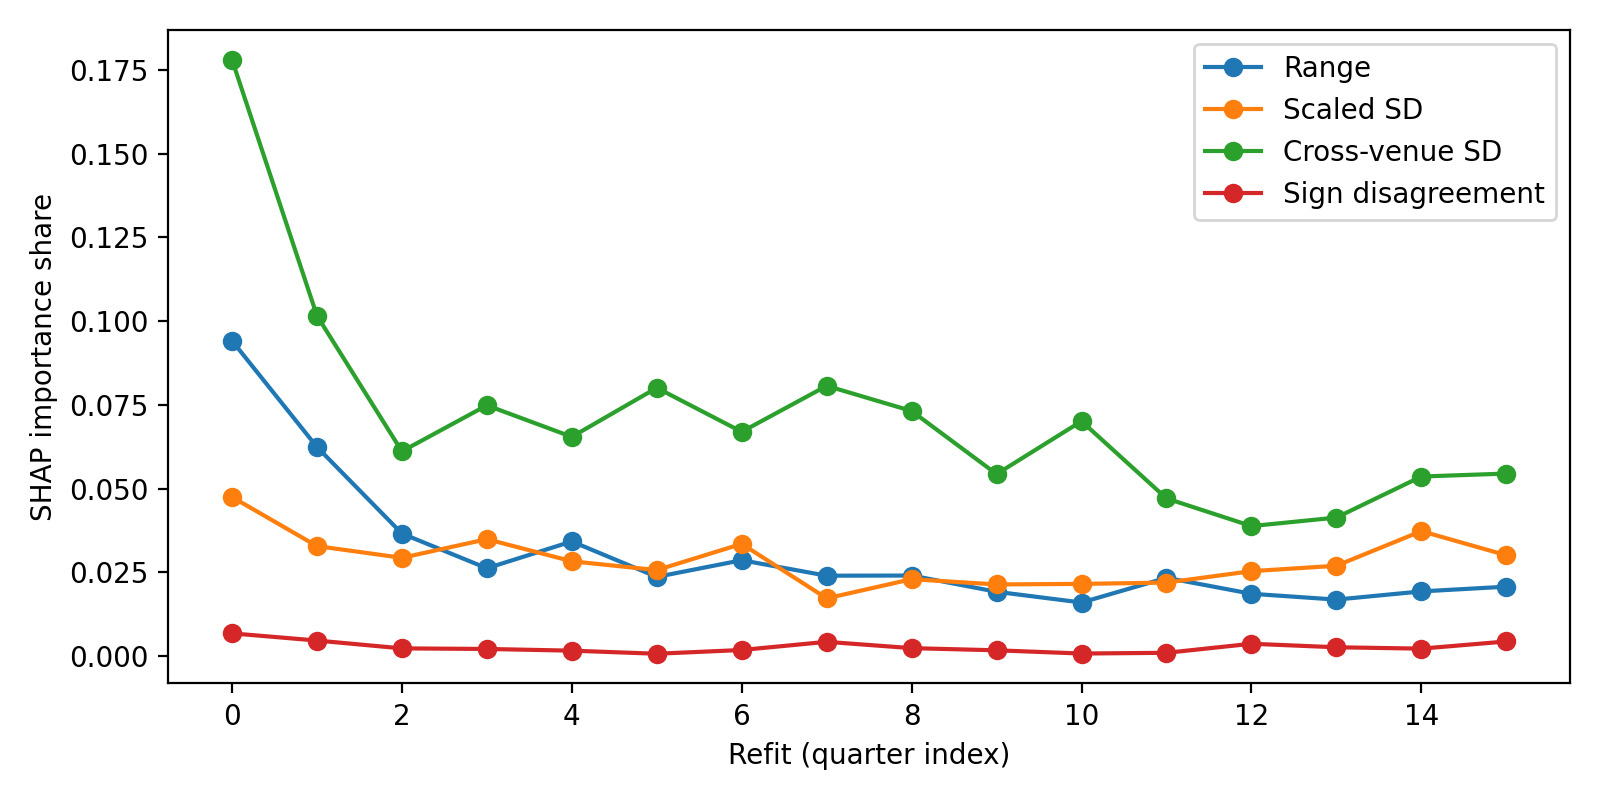 0.175
0.150
0.125
0.100
0.075
0.050
0.025
0.000
SHAP importance share
Range
Scaled SD
Cross-venue SD
Sign disagreement
0 2 4 6 8 10 12 14
Refit (quarter index)